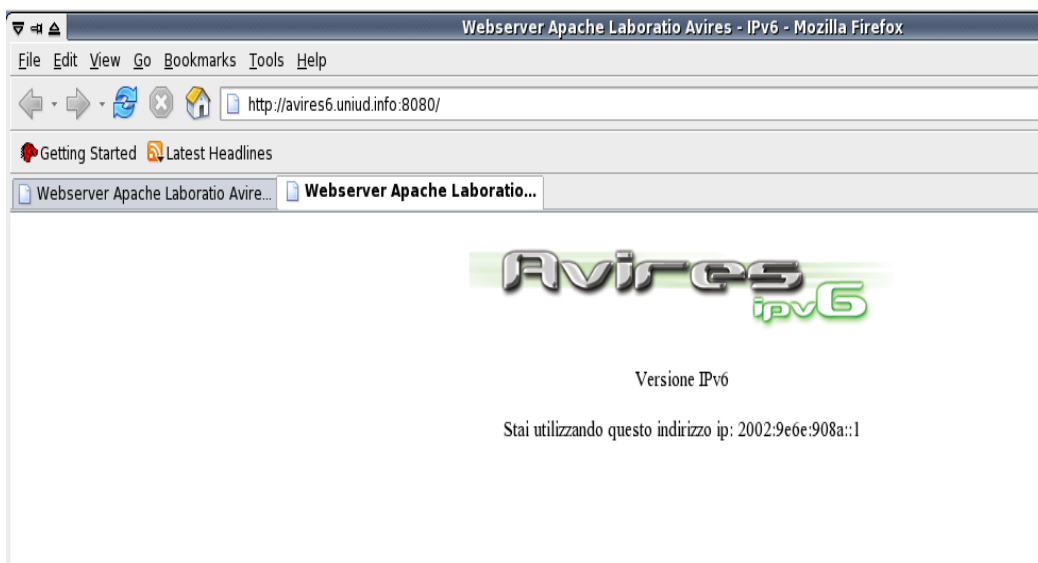 Webserver Apache Laboratio Avires - IPv6 - Mozilla Firefox
File Edit View Go Bookmarks Tools Help
http://avires6.uniud.info:8080/
Getting Started Latest Headlines
Webserver Apache Laboratio Avire... Webserver Apache Laboratio...
Avires
ipv6
Versione IPv6
Stai utilizzando questo indirizzo ip: 2002:9e6e:908a::1